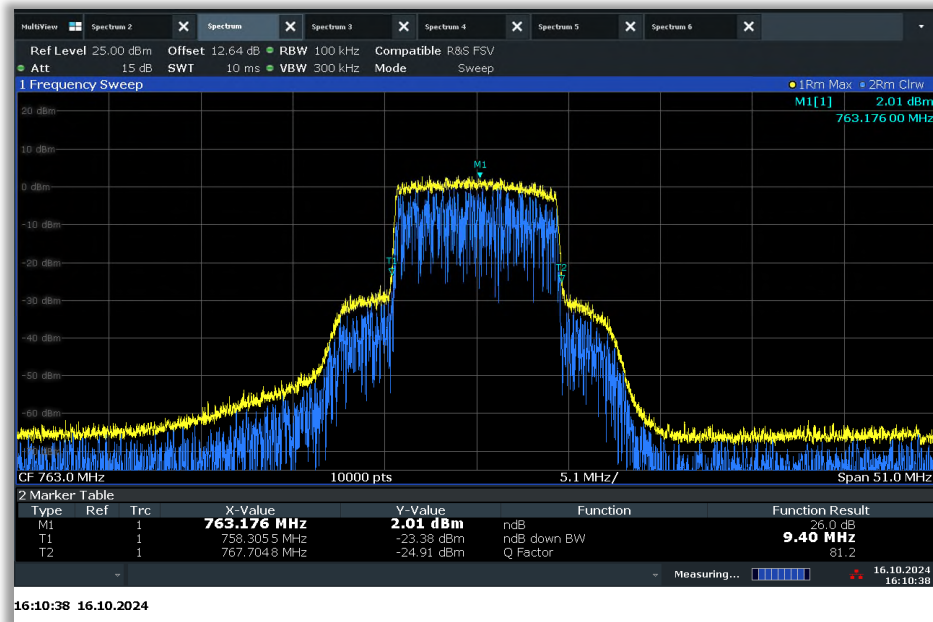 MultiView Spectrum 2 Spectrum Spectrum 3 Spectrum 4 Spectrum 5 Spectrum 6
Ref Level 25.00 dBm Offset 12.64 dB RBW 100 kHz Compatible R&S FSV
Att 15 dB SWT 10 ms VBW 300 kHz Mode Sweep
1 Frequency Sweep 1Rm Max 2Rm Clrw
M1[1] 2.01 dBm
763.176 00 MHz
20 dBm
10 dBm
M1
0 dBm
-10 dBm
-20 dBm
T1
T2
-30 dBm
-40 dBm
-50 dBm
-60 dBm
CF 763.0 MHz 10000 pts 5.1 MHz/ Span 51.0 MHz
2 Marker Table
Type Ref Trc X-Value Y-Value Function Function Result
M1 1 763.176 MHz 2.01 dBm ndB 26.0 dB
T1 1 758.3055 MHz -23.38 dBm ndB down BW 9.40 MHz
T2 1 767.7048 MHz -24.91 dBm Q Factor 81.2
Measuring... 16.10.2024
16:10:38
16:10:38 16.10.2024